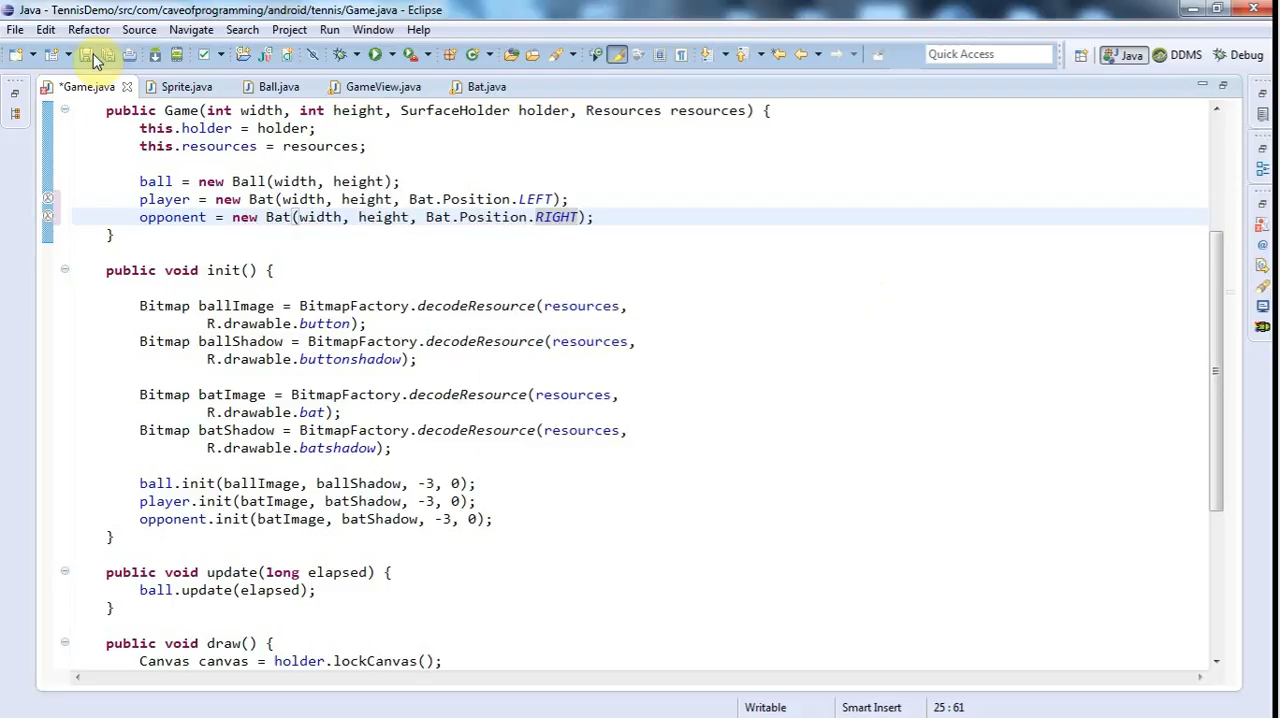 Java - TennisDemo/src/com/caveofprogramming/android/tennis/Game.java - Eclipse
File Edit Refactor Source Navigate Search Project Run Window Help
Quick Access Java DDMS Debug
*Game.java Sprite.java Ball.java GameView.java Bat.java
public Game(int width, int height, SurfaceHolder holder, Resources resources) {
this.holder = holder;
this.resources = resources;
ball = new Ball(width, height);
player = new Bat(width, height, Bat.Position.LEFT);
opponent = new Bat(width, height, Bat.Position.RIGHT);
}
public void init() {
Bitmap ballImage = BitmapFactory.decodeResource(resources,
R.drawable.button);
Bitmap ballShadow = BitmapFactory.decodeResource(resources,
R.drawable.buttonshadow);
Bitmap batImage = BitmapFactory.decodeResource(resources,
R.drawable.bat);
Bitmap batShadow = BitmapFactory.decodeResource(resources,
R.drawable.batshadow);
ball.init(ballImage, ballShadow, -3, 0);
player.init(batImage, batShadow, -3, 0);
opponent.init(batImage, batShadow, -3, 0);
}
public void update(long elapsed) {
ball.update(elapsed);
}
public void draw() {
Canvas canvas = holder.lockCanvas();
Writable Smart Insert 25 : 61